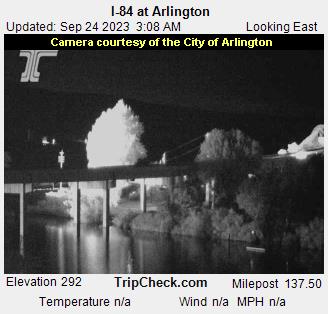 I-84 at Arlington
Updated: Sep 24 2023 3:08 AM Looking East
Camera courtesy of the City of Arlington
Elevation 292 TripCheck.com Milepost 137.50
Temperature n/a Wind n/a MPH n/a